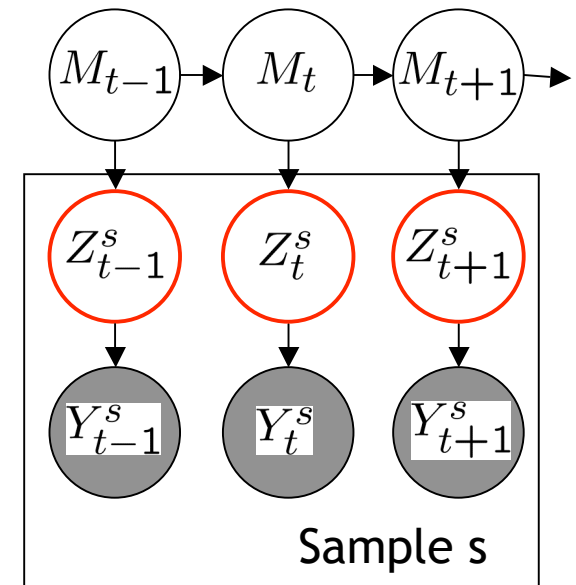 M_{t-1} M_t M_{t+1}
Z^s_{t-1} Z^s_t Z^s_{t+1}
Y^s_{t-1} Y^s_t Y^s_{t+1}
Sample s